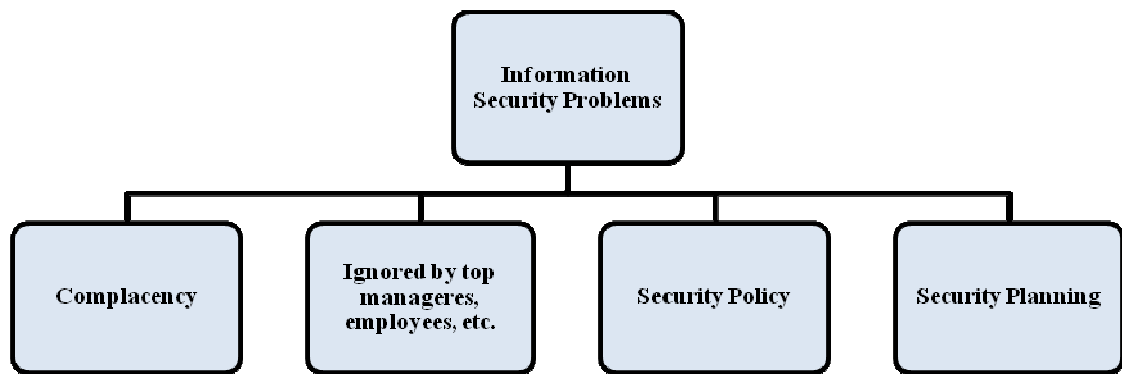 Information
Security Problems
Complacency
Ignored by top
manageres,
employees, etc.
Security Policy
Security Planning